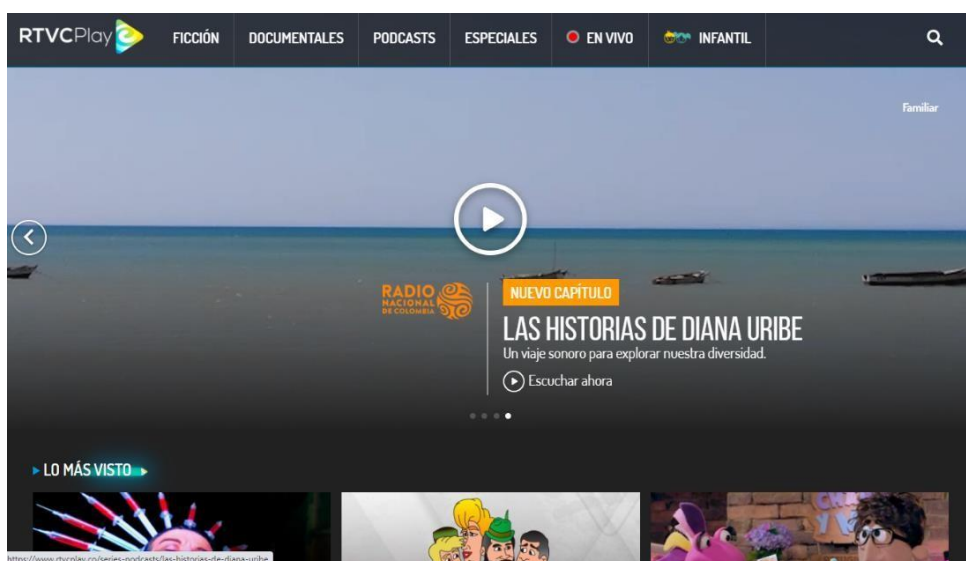 RTVCPlay
FICCIÓN DOCUMENTALES PODCASTS ESPECIALES EN VIVO INFANTIL
Familiar
RADIO
NACIONAL
DE COLOMBIA
NUEVO CAPÍTULO
LAS HISTORIAS DE DIANA URIBE
Un viaje sonoro para explorar nuestra diversidad.
Escuchar ahora
LO MÁS VISTO
https://www.rtvcplay.co/series-podcasts/las-historias-de-diana-uribe